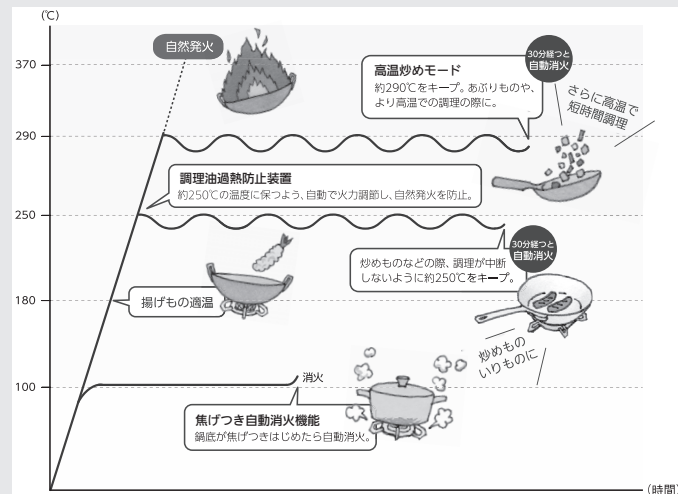 (℃)
自然発火
370
30分経つと
自動消火
高温炒めモード
約290℃をキープ。あぶりものや、
より高温での調理の際に。
さらに高温で
短時間調理
290
調理油過熱防止装置
約250℃の温度に保つよう、自動で火力調節し、自然発火を防止。
250
30分経つと
自動消火
炒めものなどの際、調理が中断
しないように約250℃をキープ。
揚げもの適温
180
炒めもの
いりものに
消火
100
焦げつき自動消火機能
鍋底が焦げつきはじめたら自動消火。
(時間)